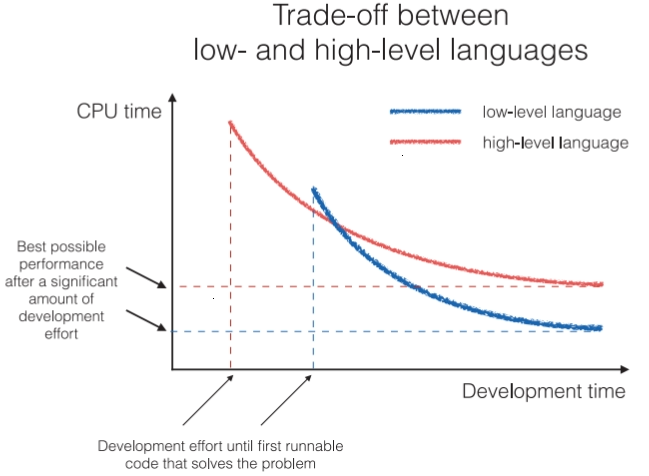 Trade-off between
low- and high-level languages
CPU time
low-level language
high-level language
Best possible
performance
after a significant
amount of
development
effort
Development time
Development effort until first runnable
code that solves the problem